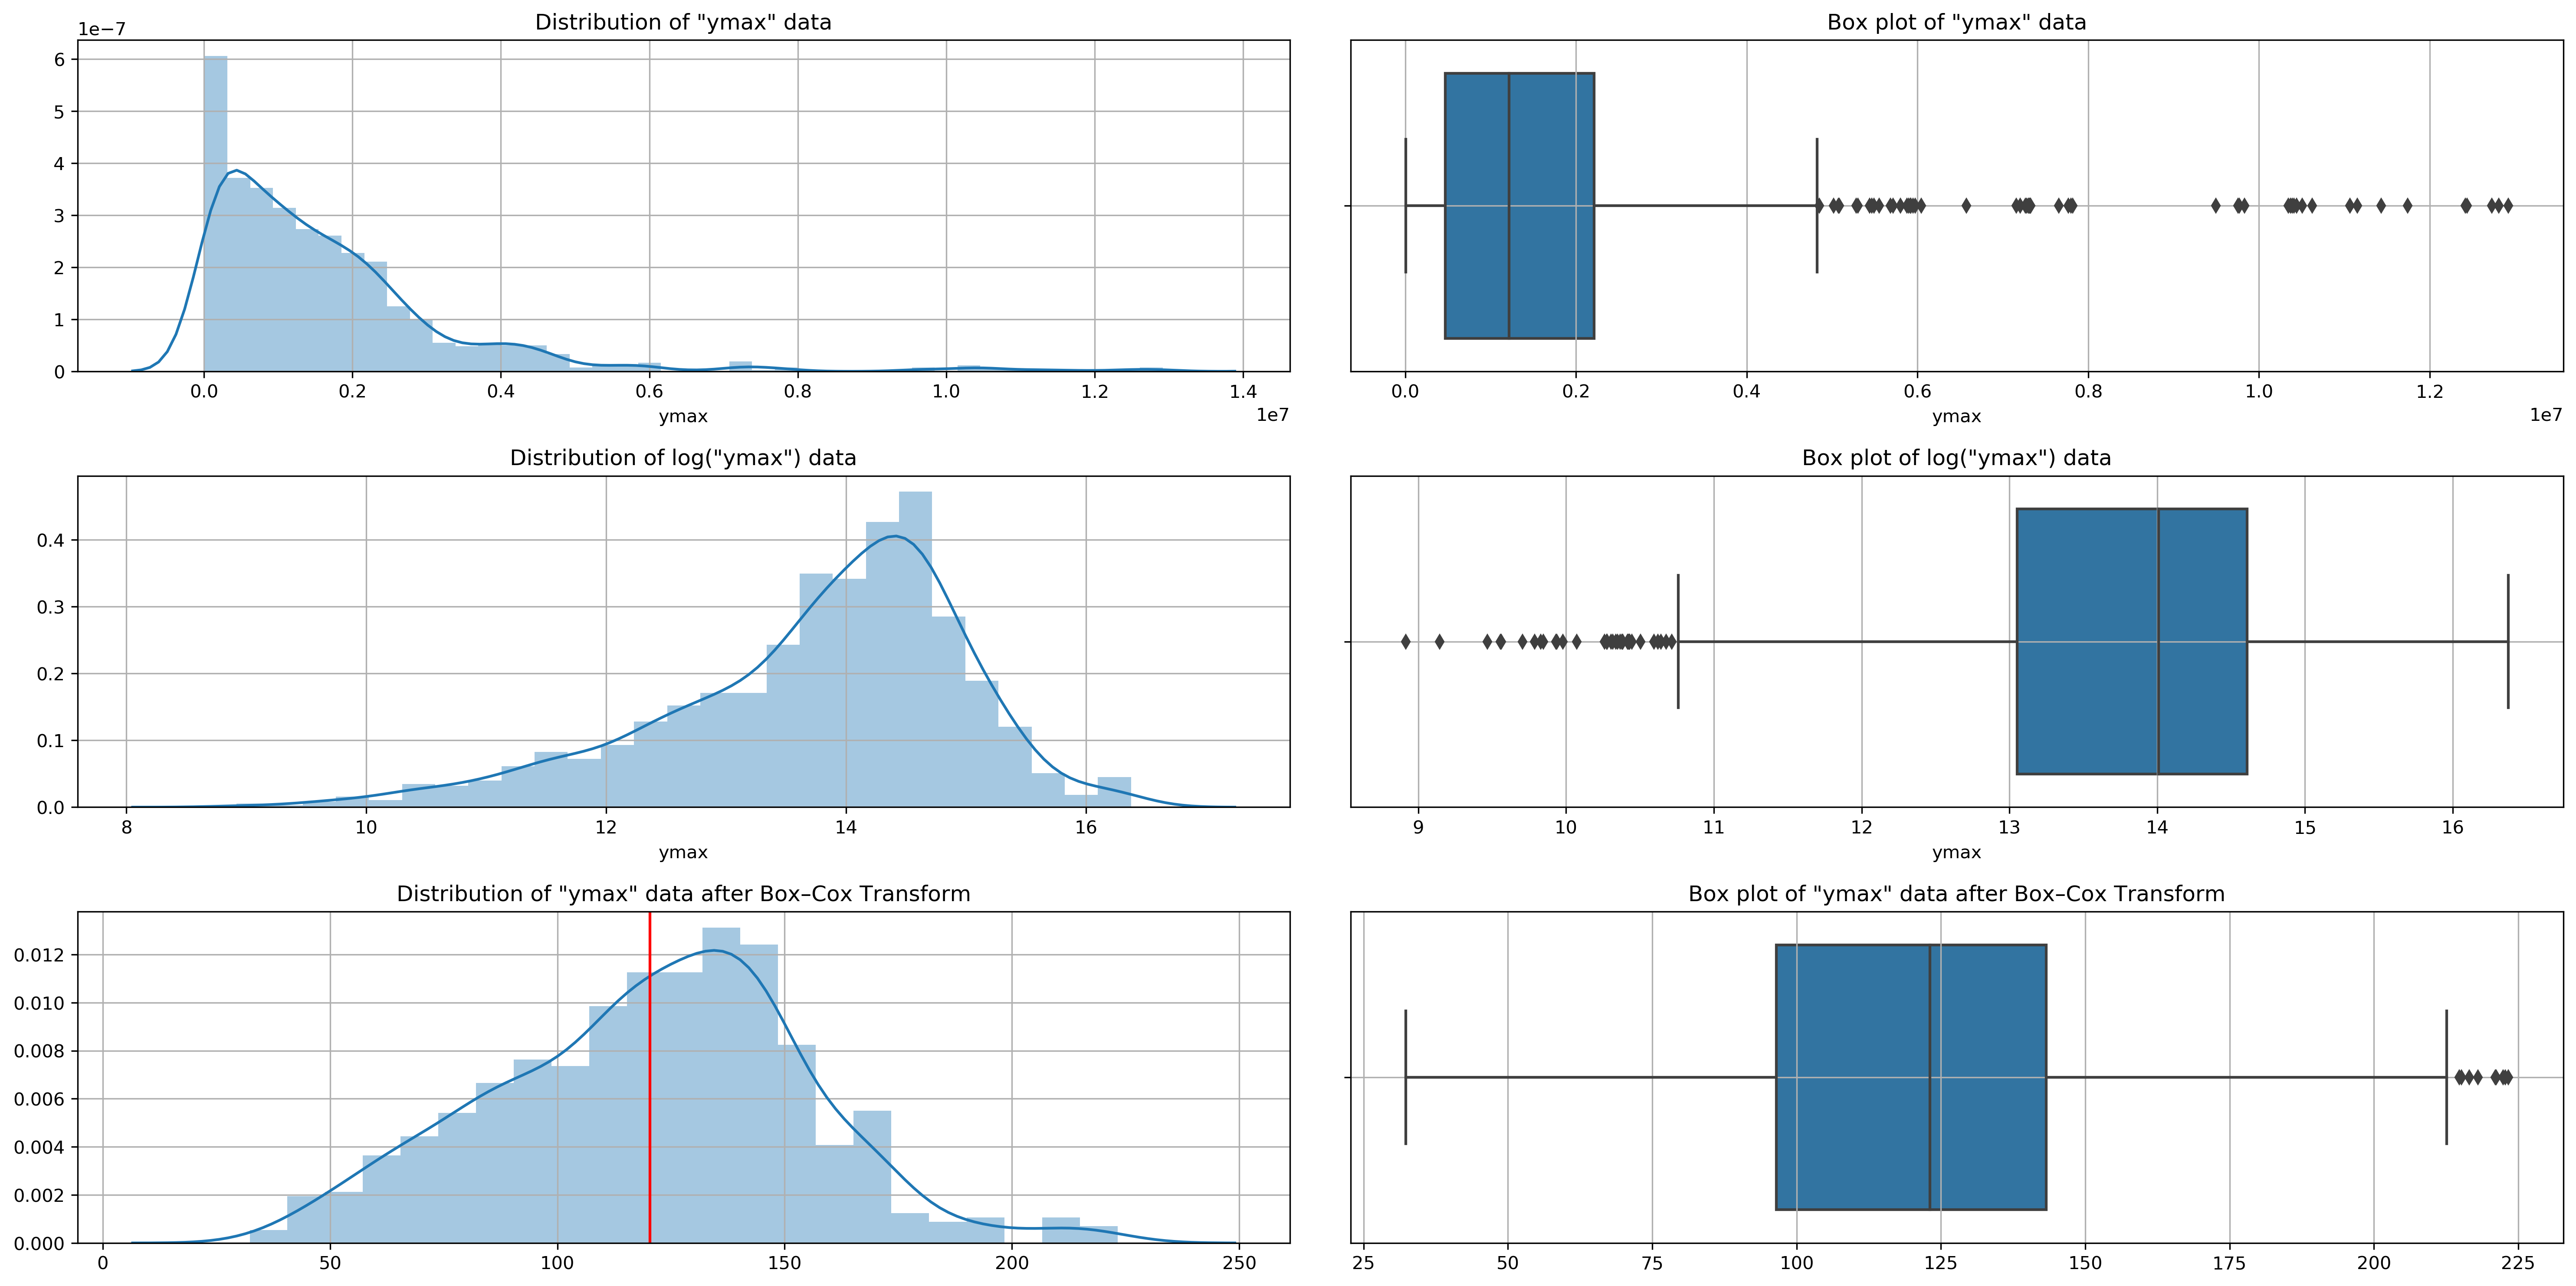 Distribution of "ymax" data
1e−7
6
5
4
3
2
1
0
0.0 0.2 0.4 0.6 0.8 1.0 1.2 1.4
1e7
ymax
Box plot of "ymax" data
0.0 0.2 0.4 0.6 0.8 1.0 1.2
1e7
ymax
Distribution of log("ymax") data
0.4
0.3
0.2
0.1
0.0
8 10 12 14 16
ymax
Box plot of log("ymax") data
9 10 11 12 13 14 15 16
ymax
Distribution of "ymax" data after Box–Cox Transform
0.012
0.010
0.008
0.006
0.004
0.002
0.000
0 50 100 150 200 250
Box plot of "ymax" data after Box–Cox Transform
25 50 75 100 125 150 175 200 225